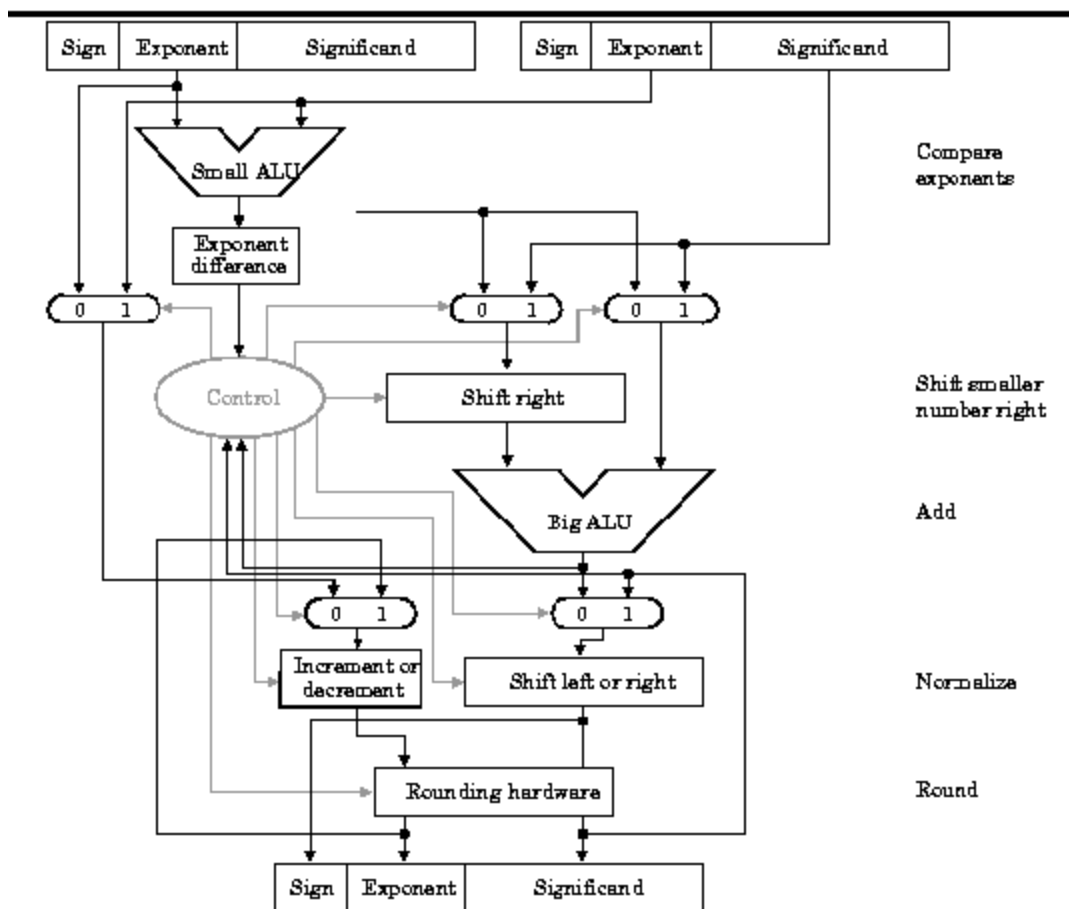 Sign Exponent Significand Sign Exponent Significand
Small ALU
Compare
exponents
Exponent
difference
0 1 0 1 0 1
Control
Shift right
Shift smaller
number right
Big ALU
Add
0 1 0 1
Increment or
decrement
Shift left or right
Normalize
Rounding hardware
Round
Sign Exponent Significand